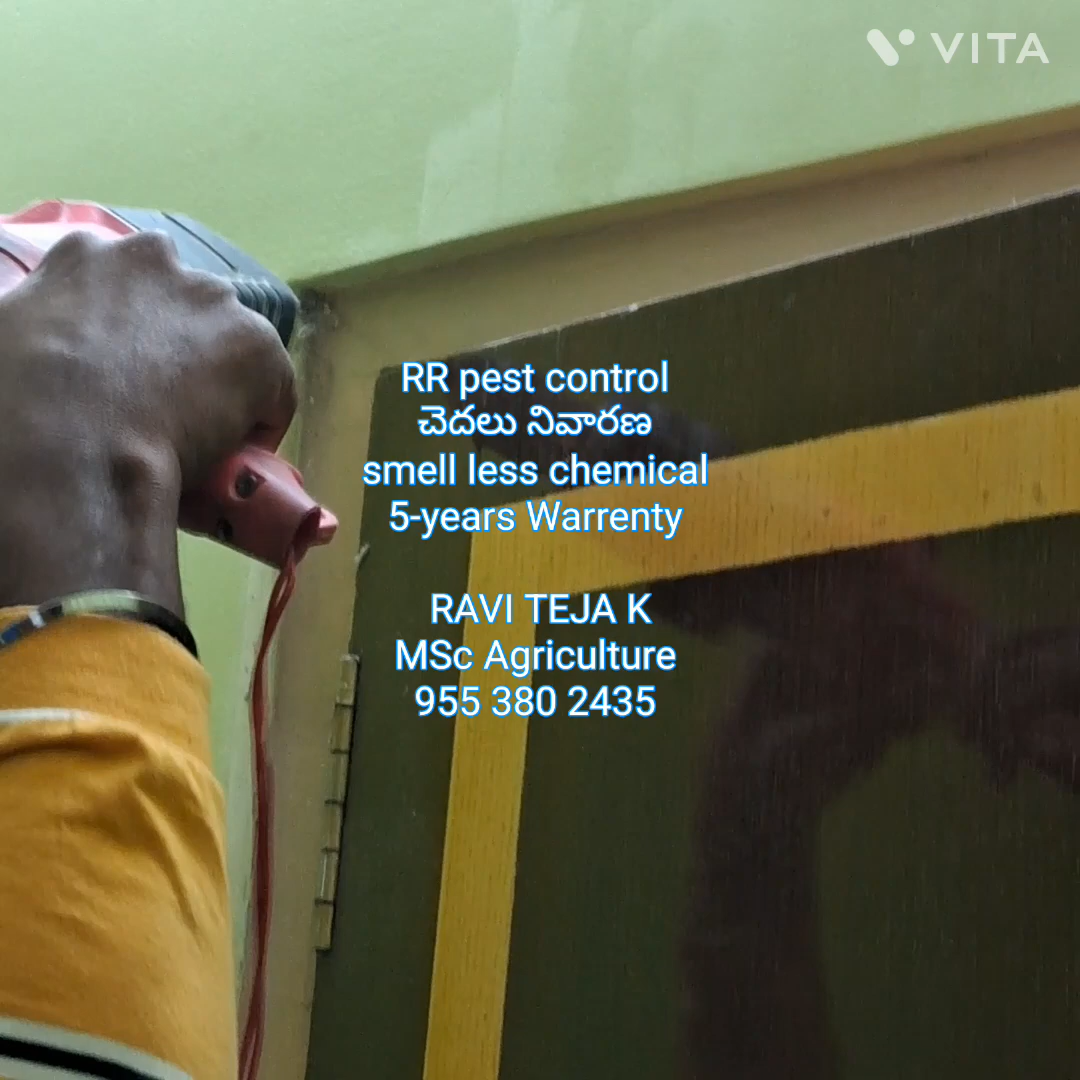 VITA
RR pest control
చెదలు నివారణ
smell less chemical
5-years Warrenty
RAVI TEJA K
MSc Agriculture
955 380 2435